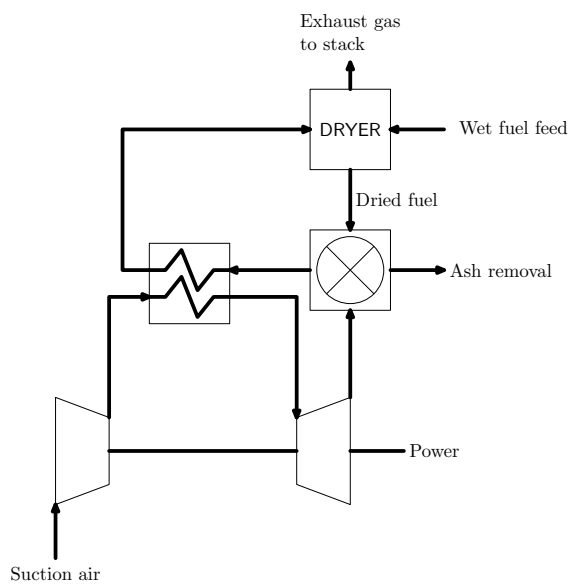 Exhaust gas
to stack
DRYER
Wet fuel feed
Dried fuel
Ash removal
Power
Suction air